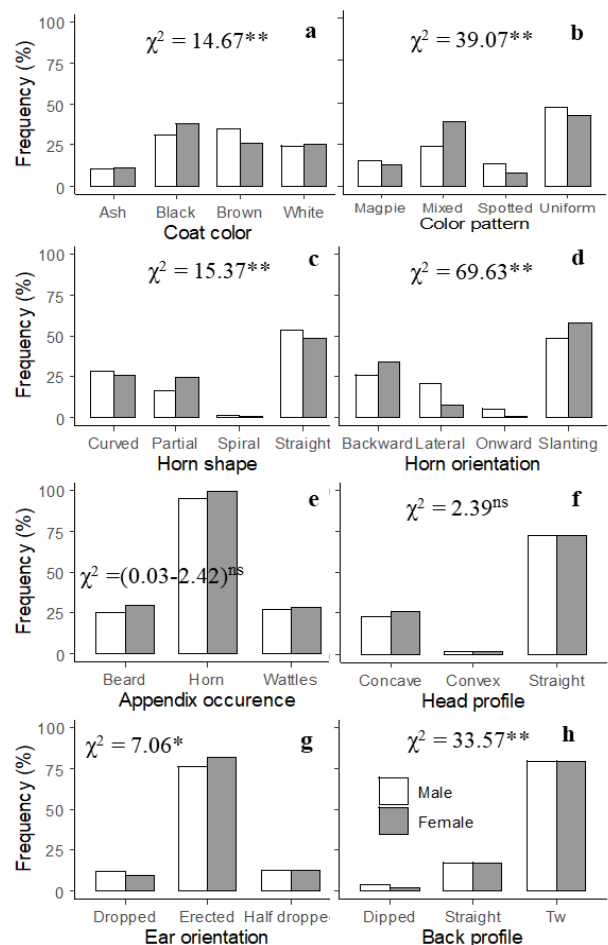 100
75
50
25
0
Frequency (%)
χ² = 14.67**
a
Ash Black Brown White
Coat color
χ² = 39.07**
b
Magpie Mixed Spotted Uniform
Color pattern
100
75
50
25
0
Frequency (%)
χ² = 15.37**
c
Curved Partial Spiral Straight
Horn shape
χ² = 69.63**
d
Backward Lateral Onward Slanting
Horn orientation
100
75
50
25
0
Frequency (%)
χ² =(0.03-2.42)ns
e
Beard Horn Wattles
Appendix occurence
χ² = 2.39ns
f
Concave Convex Straight
Head profile
100
75
50
25
0
Frequency (%)
χ² = 7.06*
g
Dropped Erected Half dropped
Ear orientation
χ² = 33.57**
h
Male
Female
Dipped Straight Tw
Back profile